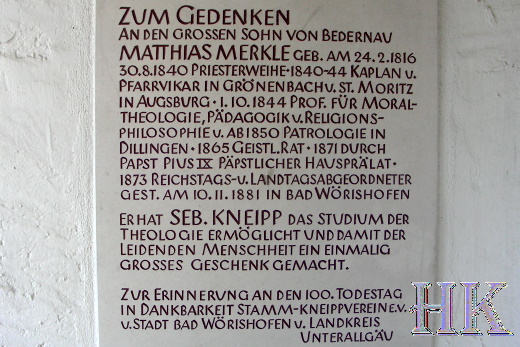 ZUM GEDENKEN
AN DEN GROSSEN SOHN VON BEDERNAU
MATTHIAS MERKLE GEB. AM 24.2.1816
30.8.1840 PRIESTERWEIHE · 1840-44 KAPLAN U.
PFARRVIKAR IN GRÖNENBACH U. ST. MORITZ
IN AUGSBURG · 1.10.1844 PROF. FÜR MORAL-
THEOLOGIE, PÄDAGOGIK U. RELIGIONS-
PHILOSOPHIE U. AB 1850 PATROLOGIE IN
DILLINGEN · 1865 GEISTL. RAT · 1871 DURCH
PAPST PIUS IX PÄPSTLICHER HAUSPRÄLAT ·
1873 REICHSTAGS- U. LANDTAGSABGEORDNETER
GEST. AM 10.11.1881 IN BAD WÖRISHOFEN
ER HAT SEB. KNEIPP DAS STUDIUM DER
THEOLOGIE ERMÖGLICHT UND DAMIT DER
LEIDENDEN MENSCHHEIT EIN EINMALIG
GROSSES GESCHENK GEMACHT.
ZUR ERINNERUNG AN DEN 100. TODESTAG
IN DANKBARKEIT STAMM-KNEIPPVEREIN E.V.
U. STADT BAD WÖRISHOFEN U. LANDKREIS
UNTERALLGÄU
HK